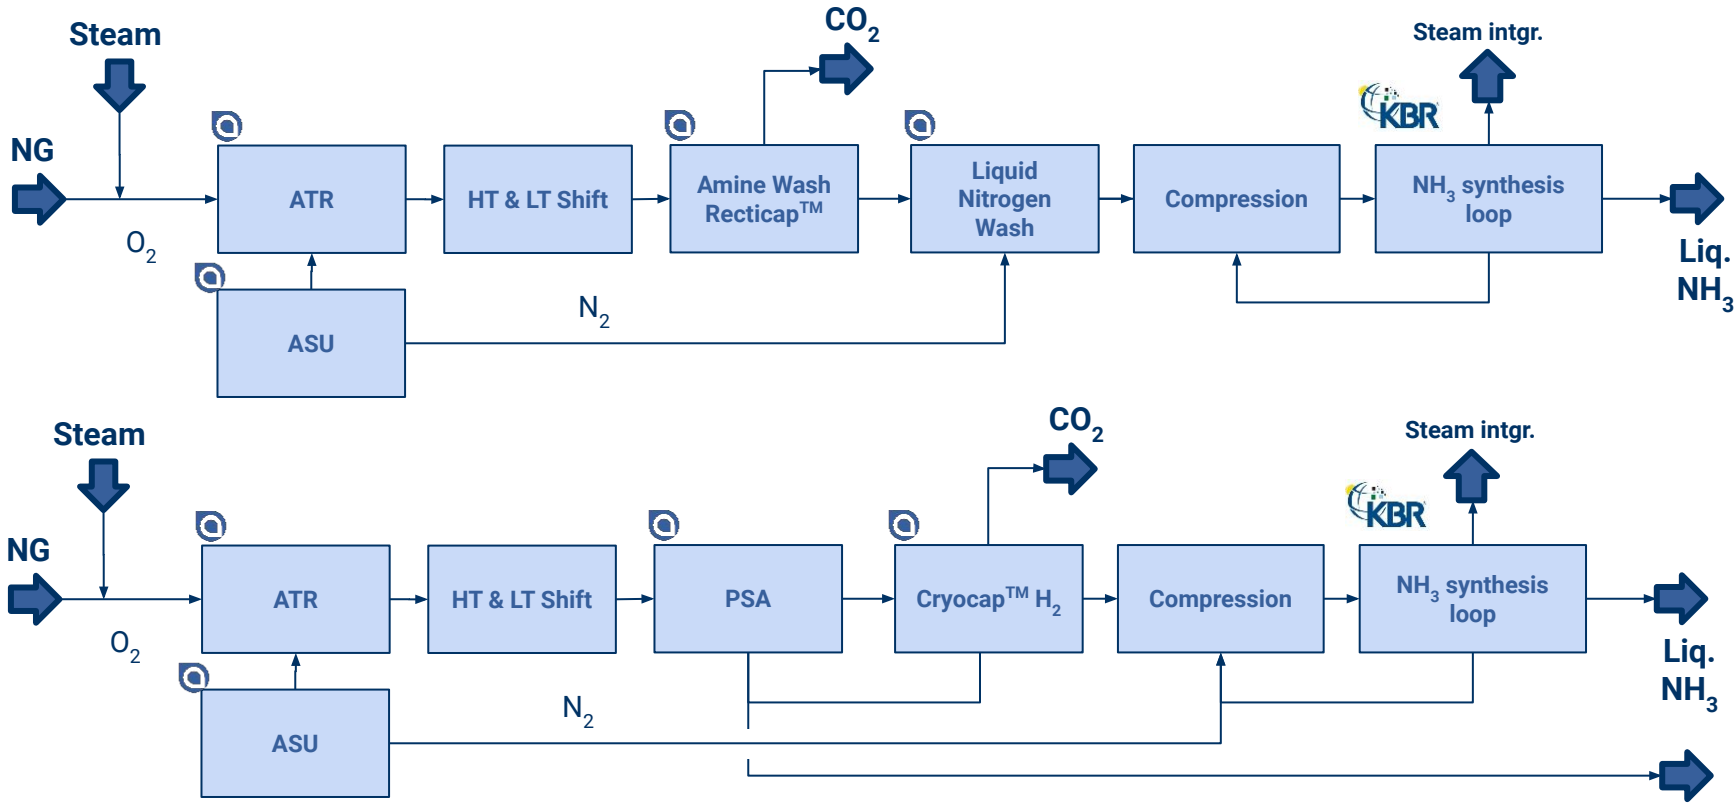 CO2
Steam
Steam intgr.
KBR
NG
ATR
HT & LT Shift
Amine Wash
Recticap™
Liquid
Nitrogen
Wash
Compression
NH3 synthesis
loop
O2
Liq.
NH3
N2
ASU
CO2
Steam
Steam intgr.
KBR
NG
ATR
HT & LT Shift
PSA
Cryocap™ H2
Compression
NH3 synthesis
loop
O2
Liq.
NH3
N2
ASU